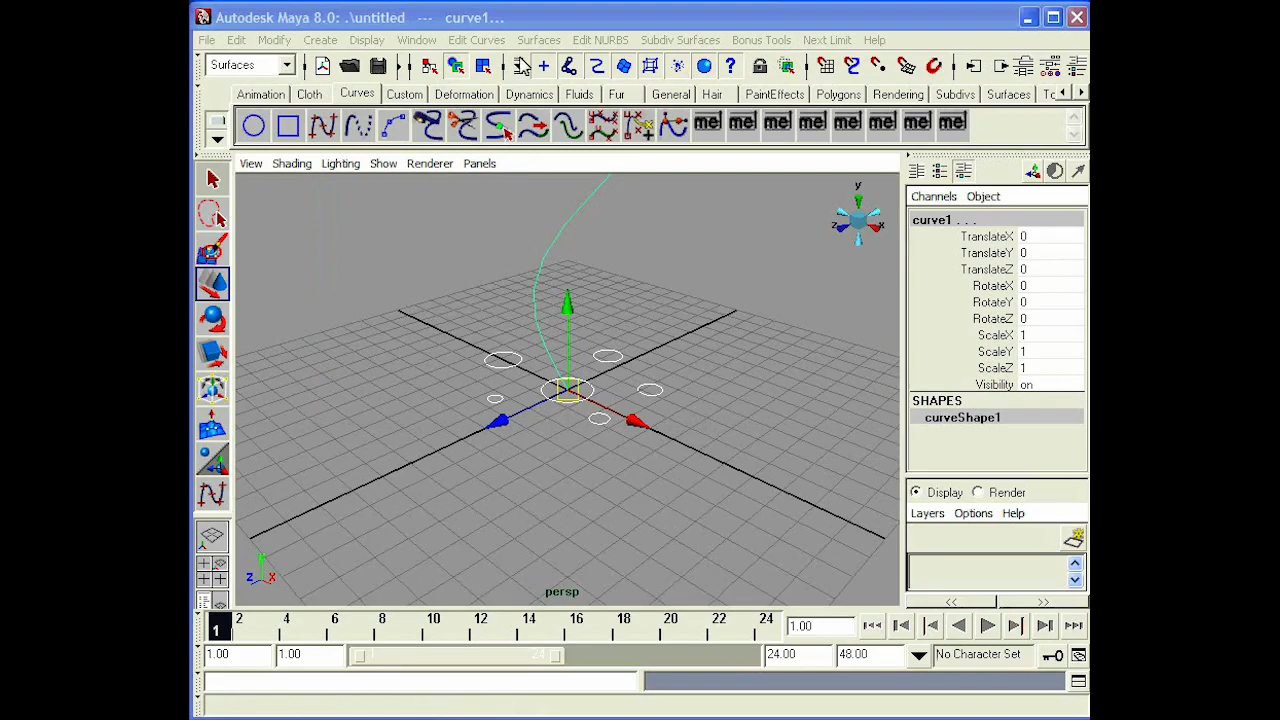 Autodesk Maya 8.0: .\untitled --- curve1...
File Edit Modify Create Display Window Edit Curves Surfaces Edit NURBS Subdiv Surfaces Bonus Tools Next Limit Help
Surfaces
Animation Cloth Curves Custom Deformation Dynamics Fluids Fur General Hair PaintEffects Polygons Rendering Subdivs Surfaces
mel mel mel mel mel mel mel mel
View Shading Lighting Show Renderer Panels
Channels Object
curve1 . . .
TranslateX 0
TranslateY 0
TranslateZ 0
RotateX 0
RotateY 0
RotateZ 0
ScaleX 1
ScaleY 1
ScaleZ 1
Visibility on
SHAPES
curveShape1
y
z x
Display Render
Layers Options Help
z x
persp
<< >>
1 2 4 6 8 10 12 14 16 18 20 22 24
1.00
1.00 1.00 24 24.00 48.00 No Character Set